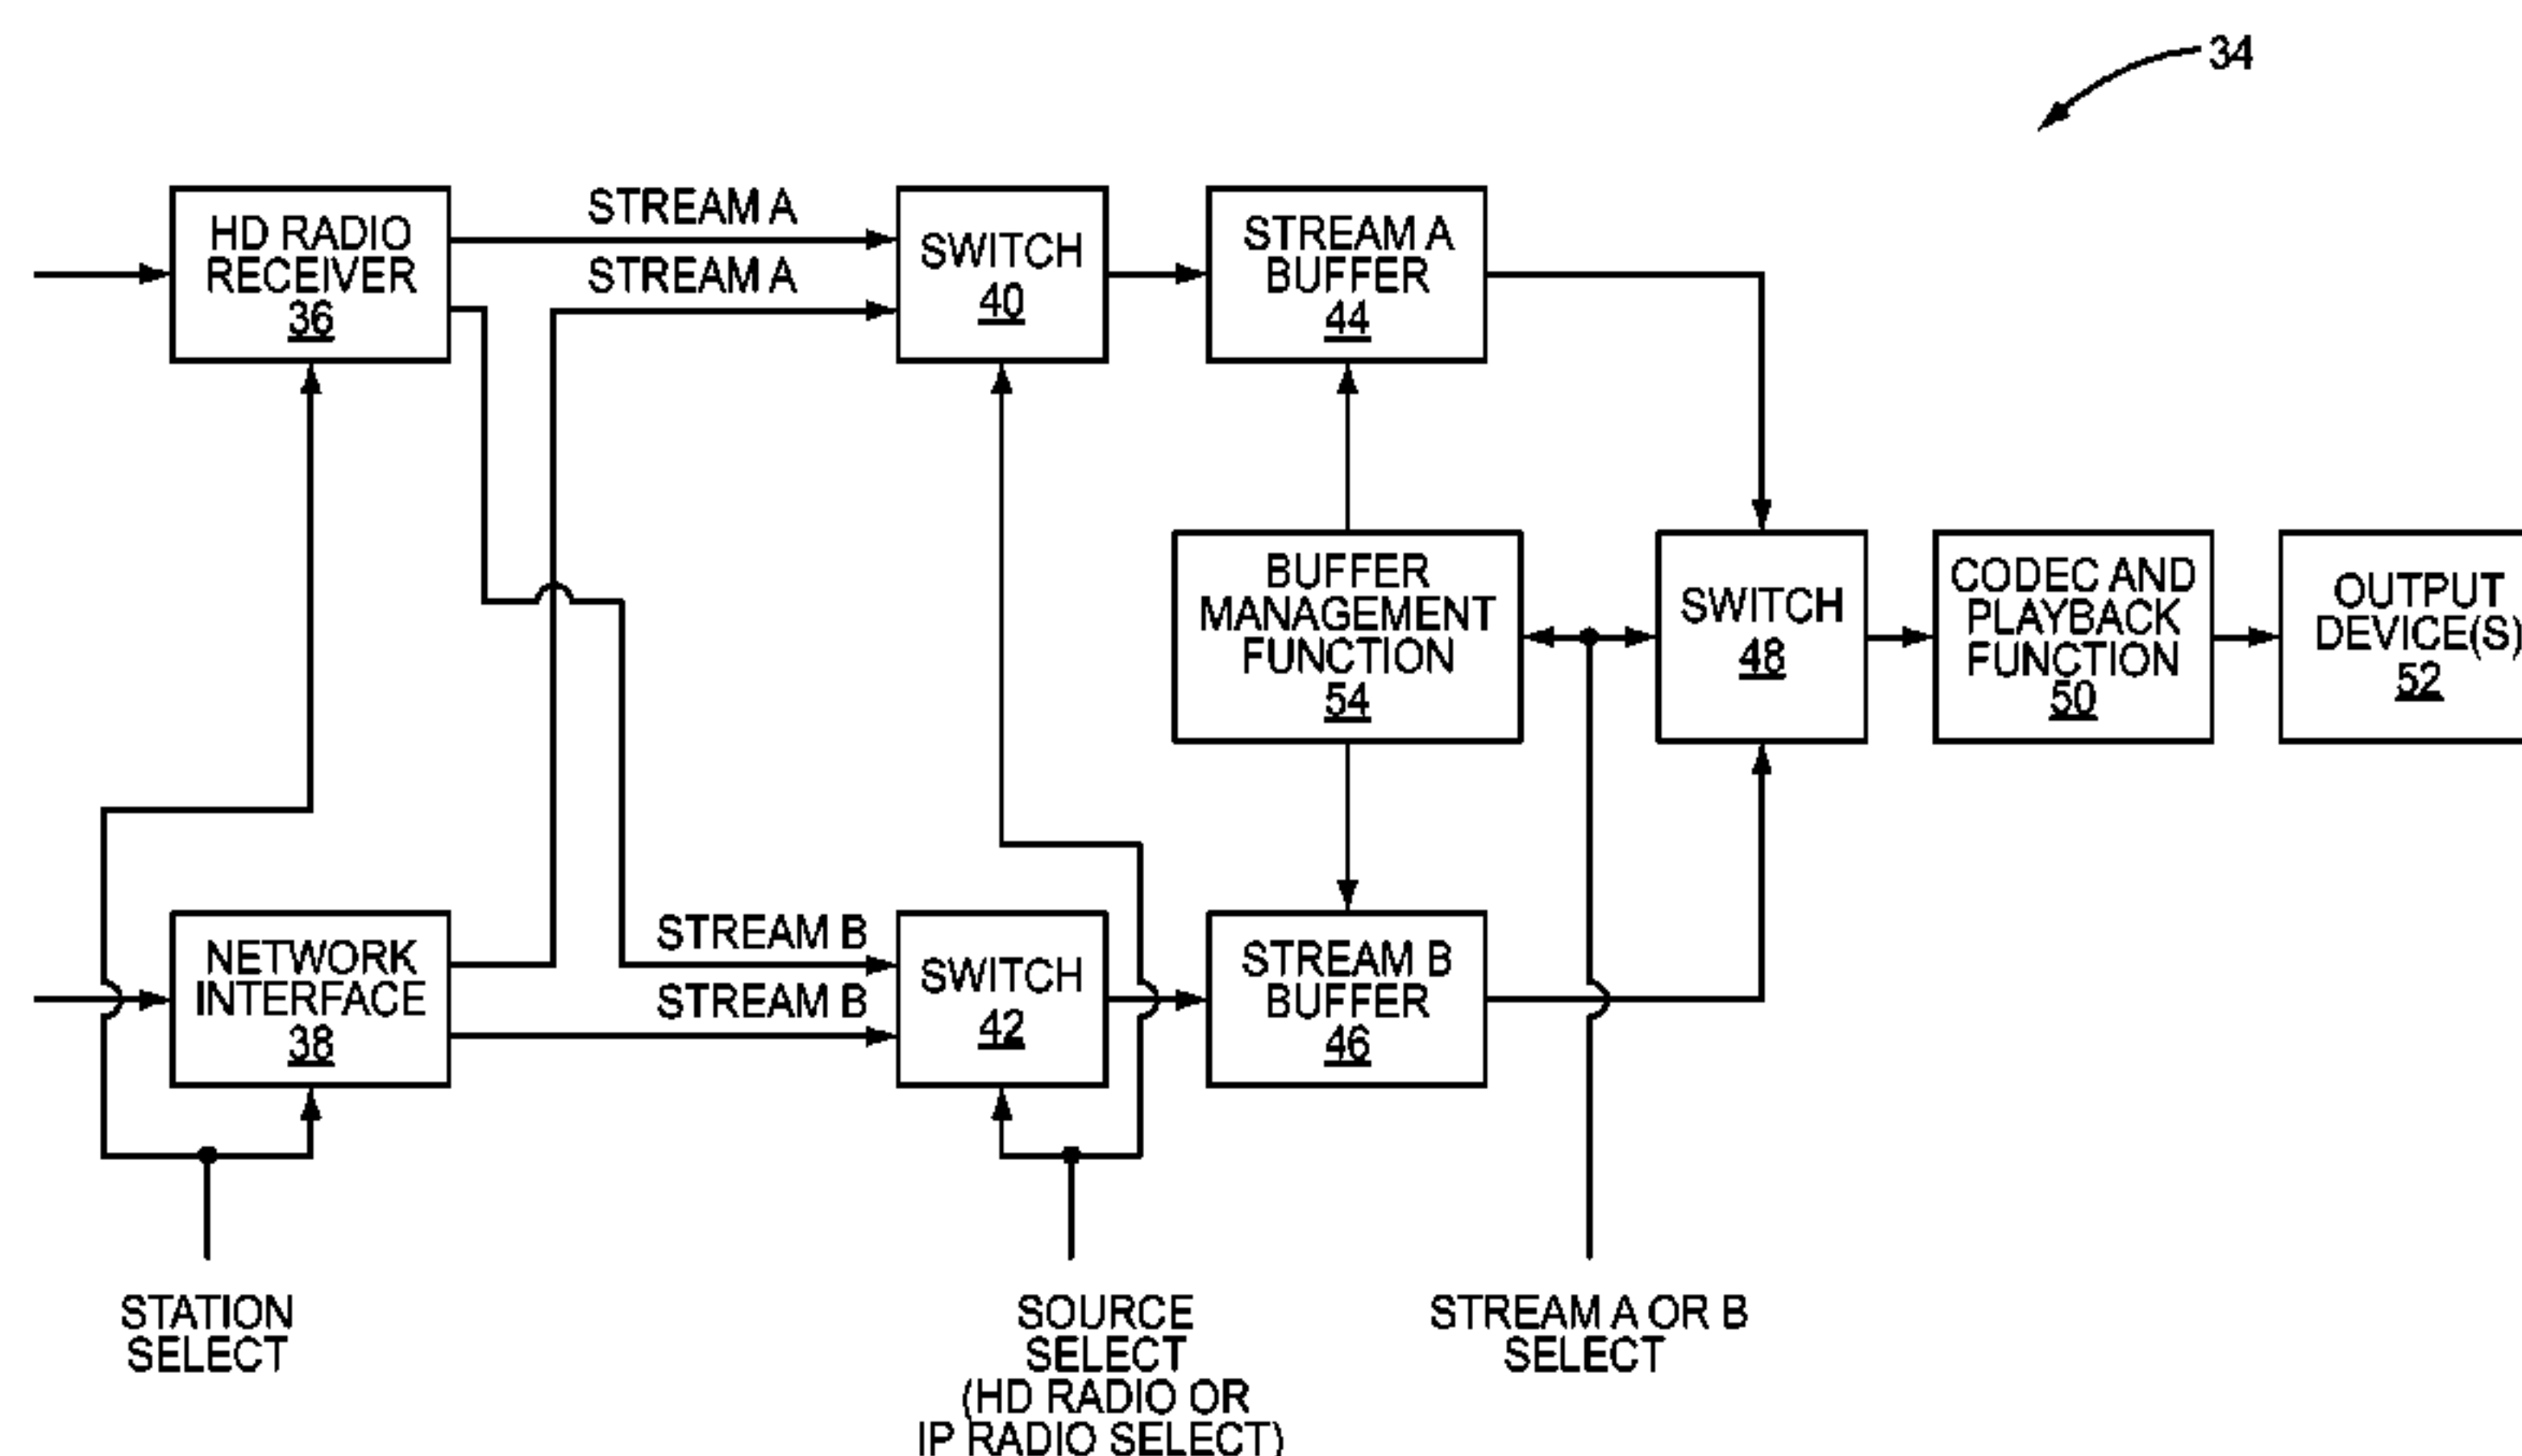 34
HD RADIO
RECEIVER
36
STREAM A
STREAM A
SWITCH
40
STREAM A
BUFFER
44
BUFFER
MANAGEMENT
FUNCTION
54
SWITCH
48
CODEC AND
PLAYBACK
FUNCTION
50
OUTPUT
DEVICE(S)
52
NETWORK
INTERFACE
38
STREAM B
STREAM B
SWITCH
42
STREAM B
BUFFER
46
STATION
SELECT
SOURCE
SELECT
(HD RADIO OR
IP RADIO SELECT)
STREAM A OR B
SELECT